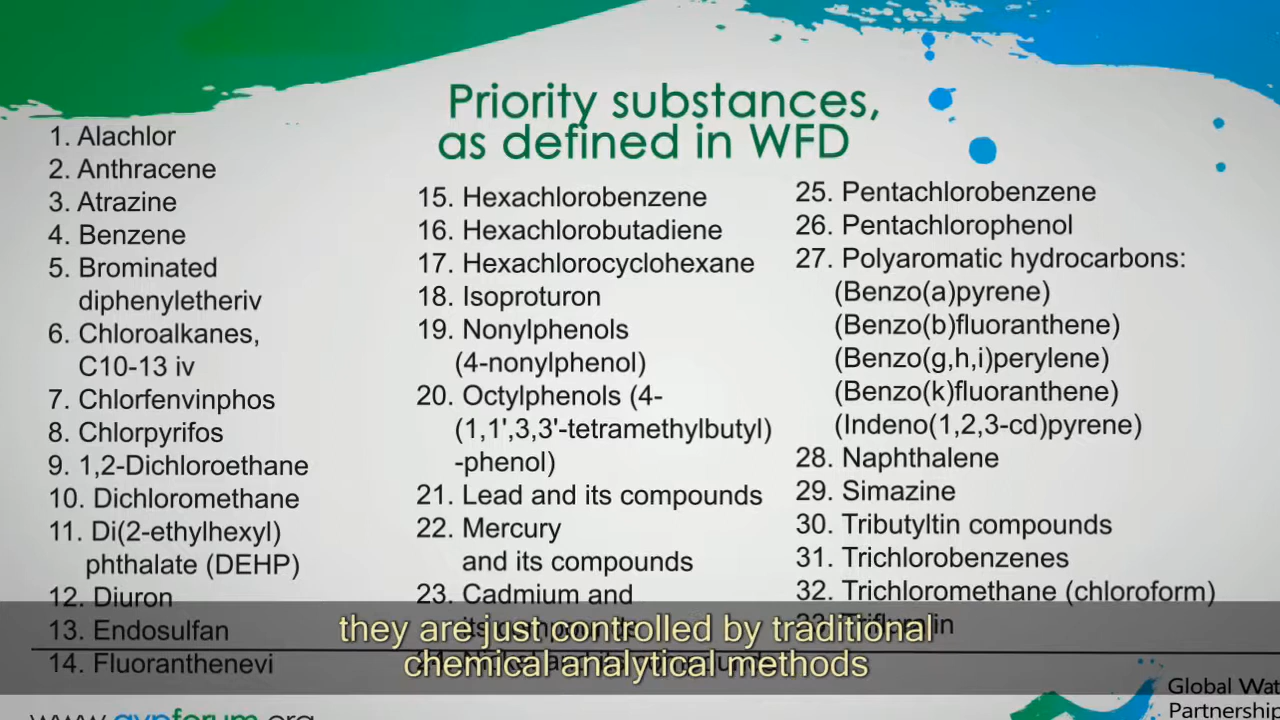 Priority substances,
as defined in WFD
1. Alachlor
2. Anthracene
3. Atrazine
4. Benzene
5. Brominated
diphenyletheriv
6. Chloroalkanes,
C10-13 iv
7. Chlorfenvinphos
8. Chlorpyrifos
9. 1,2-Dichloroethane
10. Dichloromethane
11. Di(2-ethylhexyl)
phthalate (DEHP)
12. Diuron
13. Endosulfan
14. Fluoranthenevi
15. Hexachlorobenzene
16. Hexachlorobutadiene
17. Hexachlorocyclohexane
18. Isoproturon
19. Nonylphenols
(4-nonylphenol)
20. Octylphenols (4-
(1,1',3,3'-tetramethylbutyl)
-phenol)
21. Lead and its compounds
22. Mercury
and its compounds
23. Cadmium and
25. Pentachlorobenzene
26. Pentachlorophenol
27. Polyaromatic hydrocarbons:
(Benzo(a)pyrene)
(Benzo(b)fluoranthene)
(Benzo(g,h,i)perylene)
(Benzo(k)fluoranthene)
(Indeno(1,2,3-cd)pyrene)
28. Naphthalene
29. Simazine
30. Tributyltin compounds
31. Trichlorobenzenes
32. Trichloromethane (chloroform)
they are just controlled by traditional
chemical analytical methods
www.gypforum.org
Global Wat
Partnership